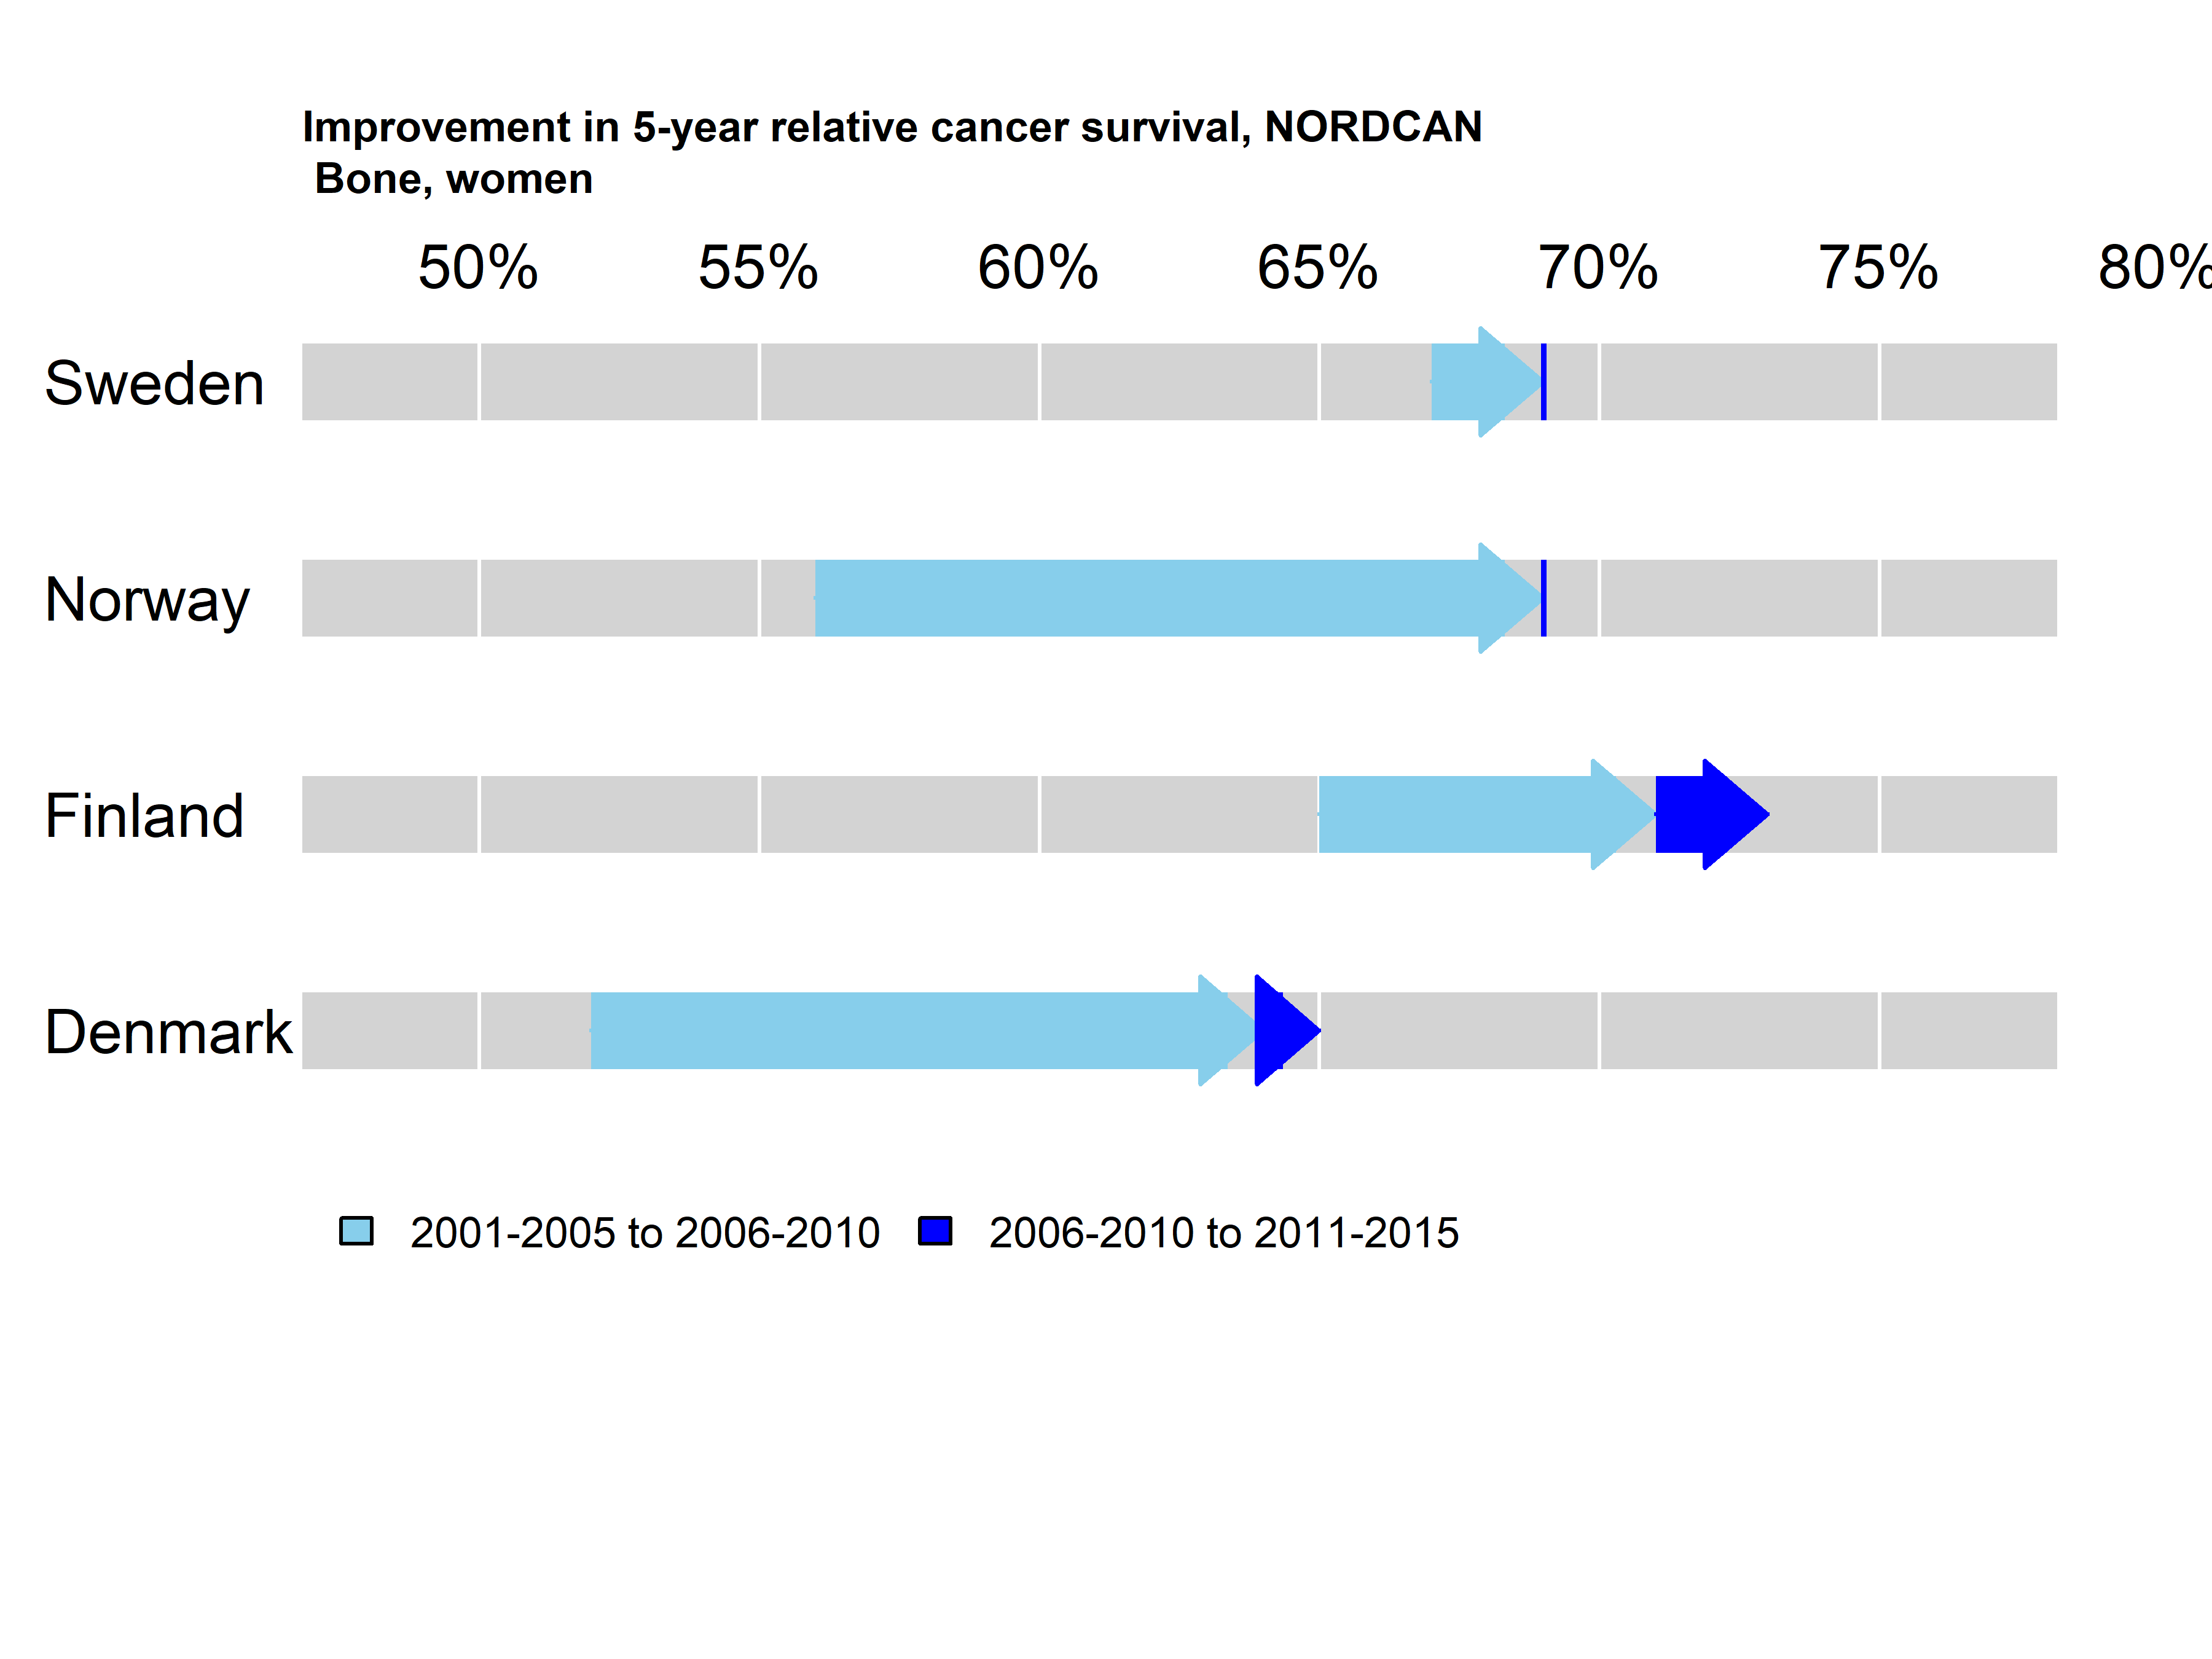 Improvement in 5-year relative cancer survival, NORDCAN
Bone, women
50% 55% 60% 65% 70% 75% 80%
Sweden
Norway
Finland
Denmark
2001-2005 to 2006-2010 2006-2010 to 2011-2015